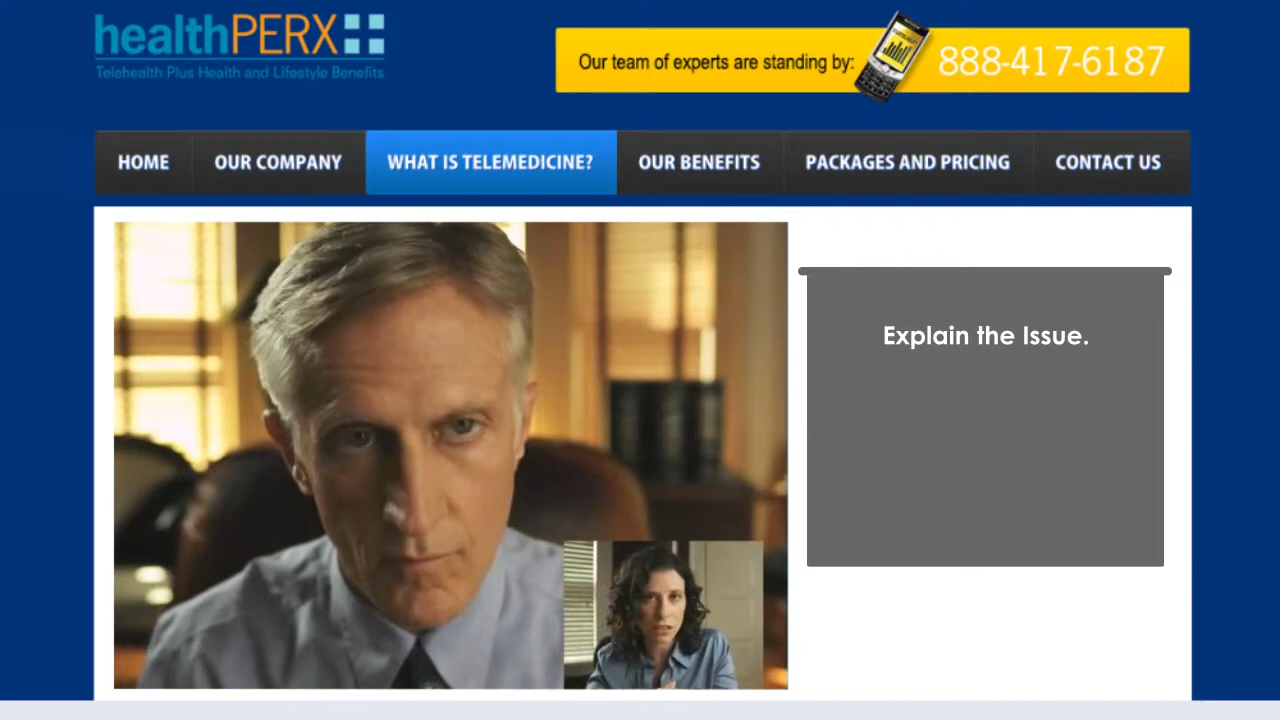 healthPERX
Telehealth Plus Health and Lifestyle Benefits
Our team of experts are standing by: 888-417-6187
HOME OUR COMPANY WHAT IS TELEMEDICINE? OUR BENEFITS PACKAGES AND PRICING CONTACT US
Explain the Issue.